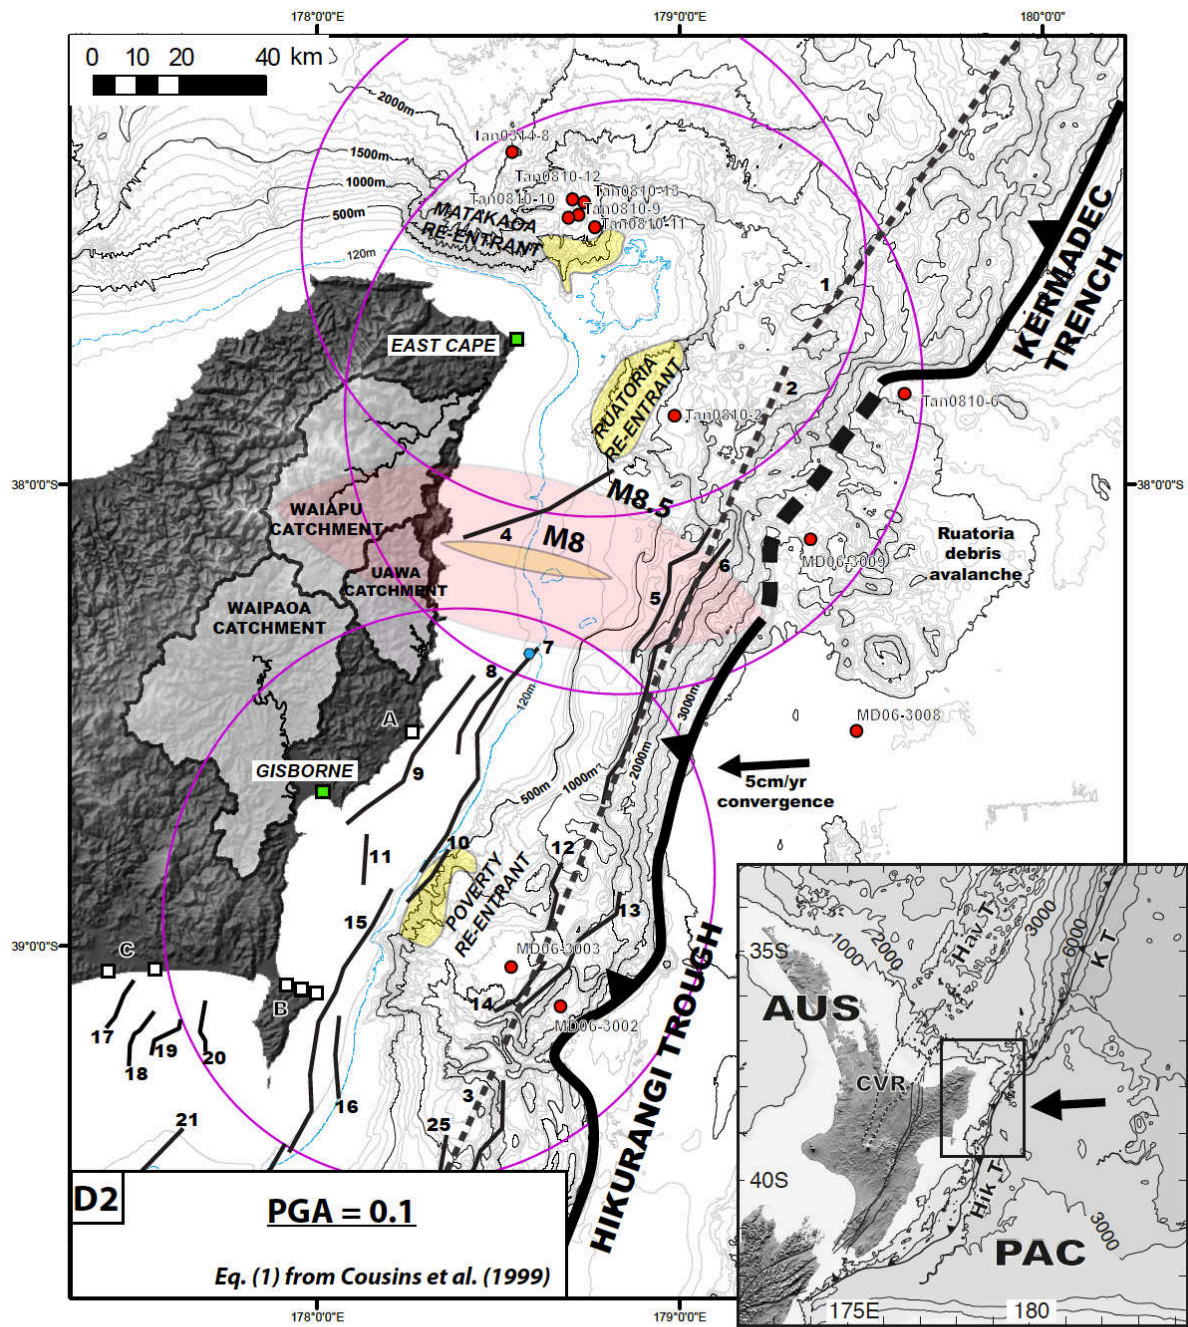 178°0'0"E
179°0'0"E
180°0'0"
0 10 20 40 km
2000m
1500m
1000m
500m
120m
Tan0314-8
Tan0810-12
Tan0810-13
Tan0810-10
Tan0810-9
Tan0810-11
MATAKAOA
RE-ENTRANT
1
KERMADEC
TRENCH
EAST CAPE
RUATORIA
RE-ENTRANT
2
Tan0810-2
Tan0810-6
38°0'0"S
38°0'0"S
M8.5
WAIAPU
CATCHMENT
4
M8
6
MD06-3009
Ruatoria
debris
avalanche
UAWA
CATCHMENT
5
WAIPAOA
CATCHMENT
7
8
120m
3000m
A
MD06-3008
9
GISBORNE
2000m
1000m
500m
5cm/yr
convergence
10
11
12
POVERTY
RE-ENTRANT
13
15
39°0'0"S
MD06-3003
C
14
B
MD06-3002
17
18
19
20
16
3
25
21
HIKURANGI TROUGH
D2
PGA = 0.1
Eq. (1) from Cousins et al. (1999)
178°0'0"E
179°0'0"E
35S
1000
2000
Hav T
3000
6000
K T
AUS
CVR
40S
Hik T
3000
PAC
175E
180